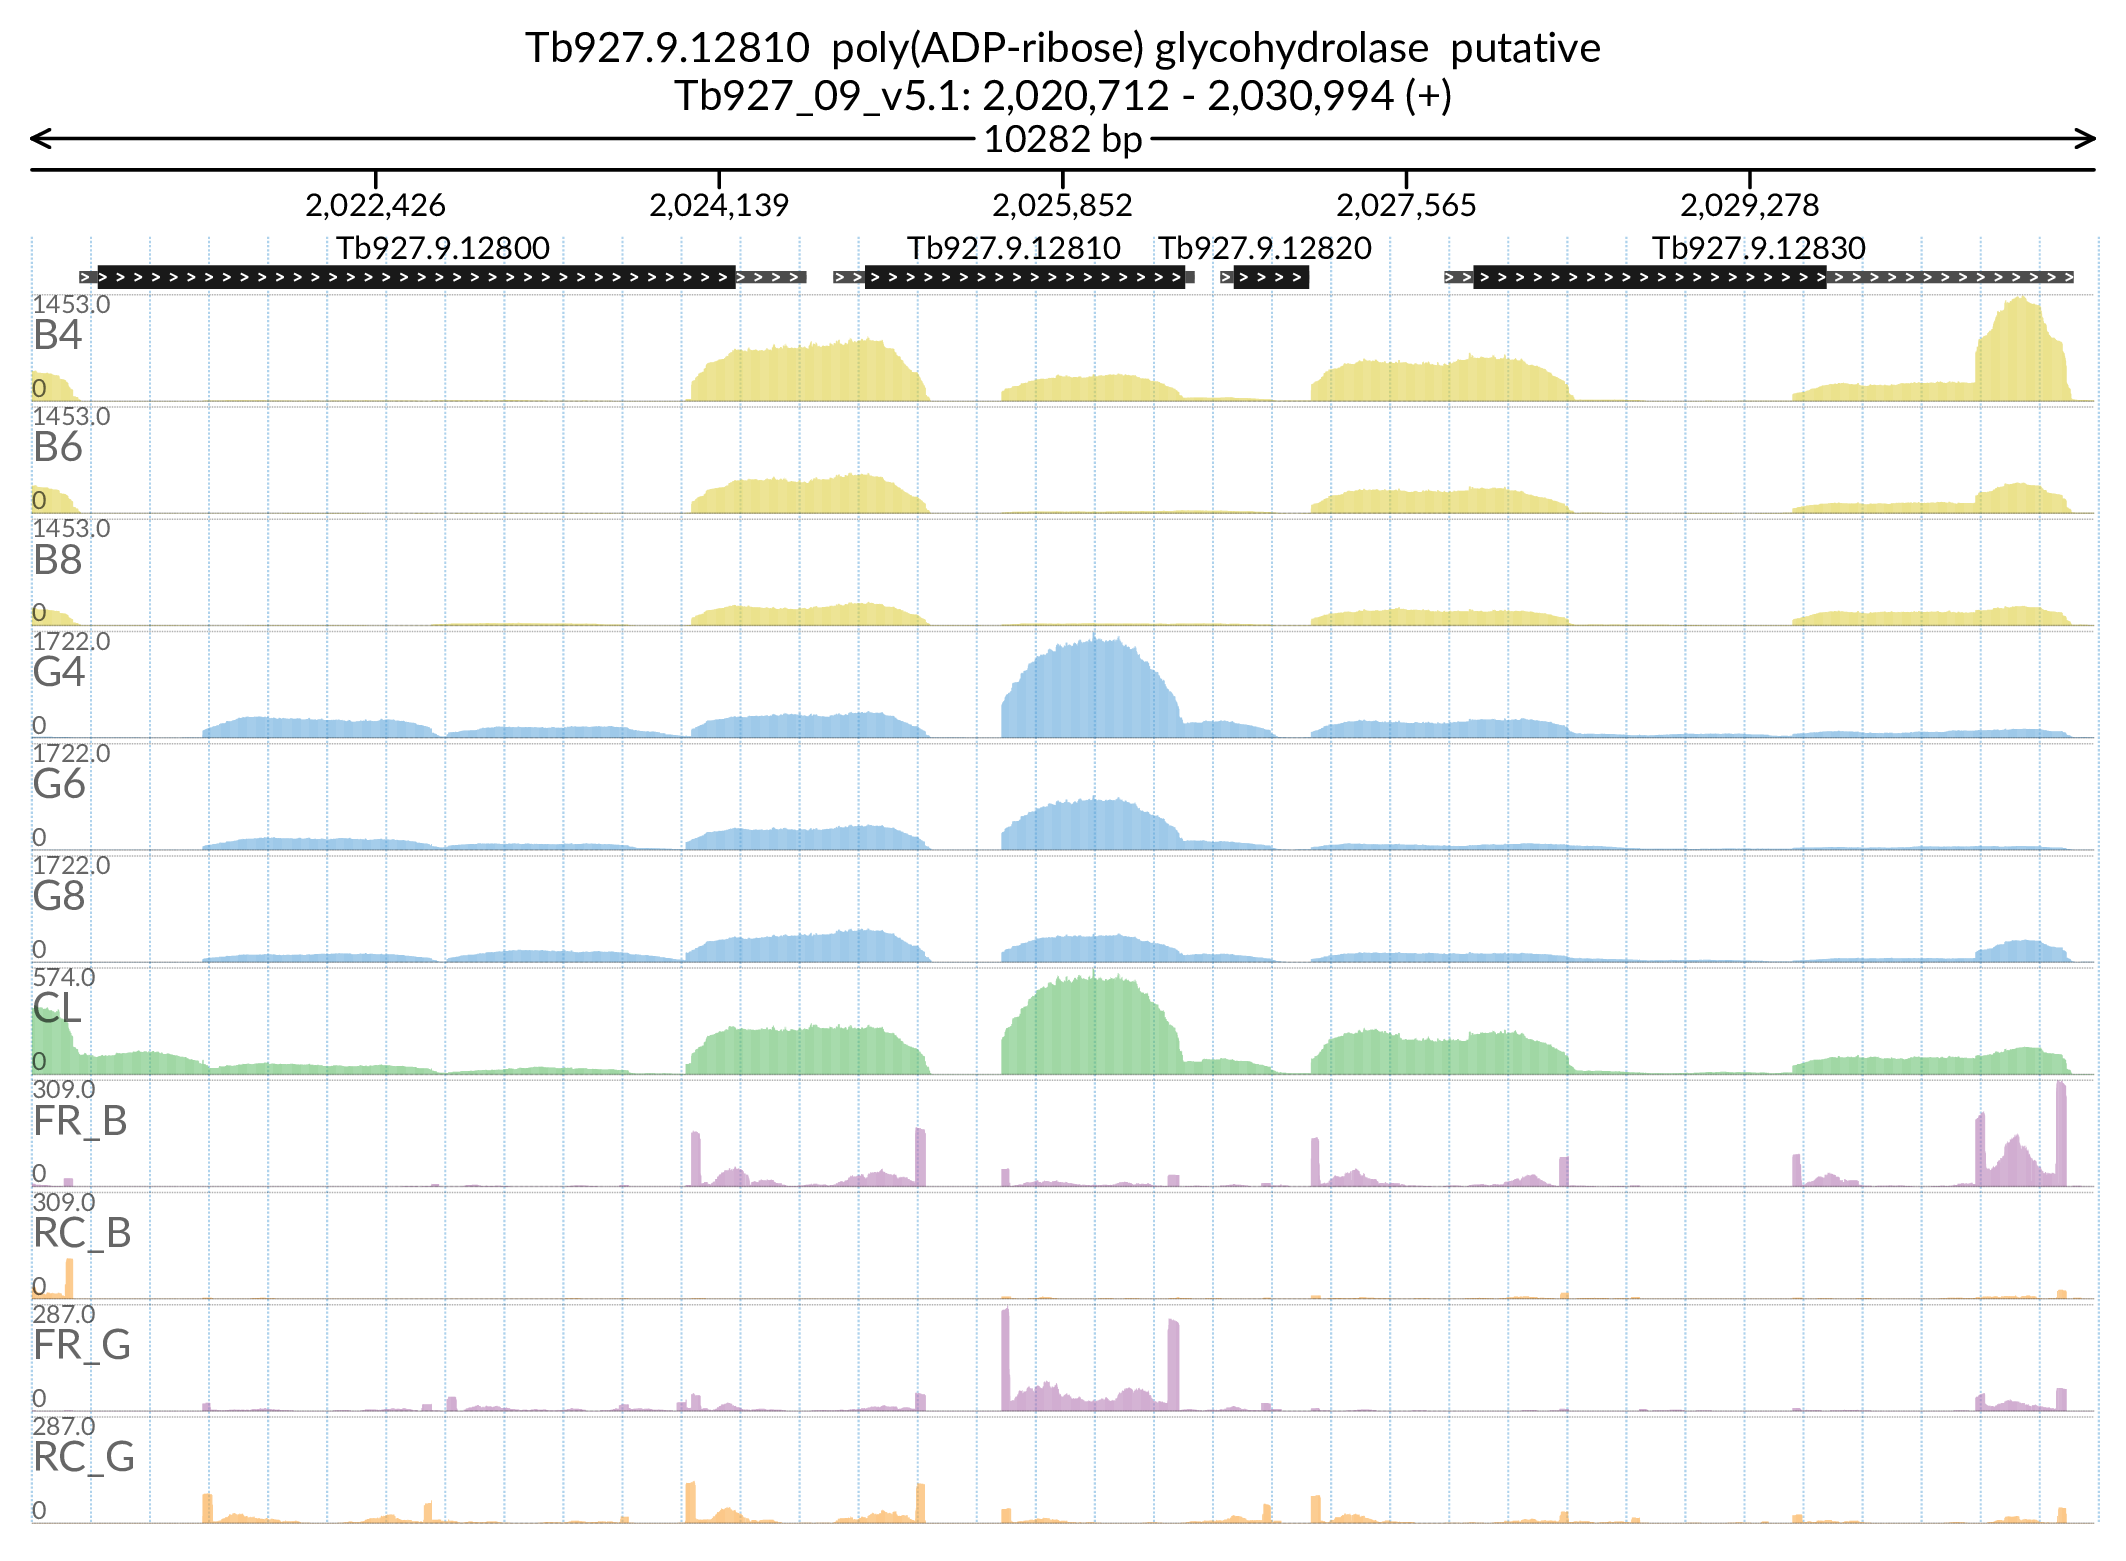 Tb927.9.12810 poly(ADP-ribose) glycohydrolase putative
Tb927_09_v5.1: 2,020,712 - 2,030,994 (+)
10282 bp
2,022,426 2,024,139 2,025,852 2,027,565 2,029,278
Tb927.9.12800 Tb927.9.12810 Tb927.9.12820 Tb927.9.12830
1453.0
B4
0
1453.0
B6
0
1453.0
B8
0
1722.0
G4
0
1722.0
G6
0
1722.0
G8
0
574.0
CL
0
309.0
FR_B
0
309.0
RC_B
0
287.0
FR_G
0
287.0
RC_G
0